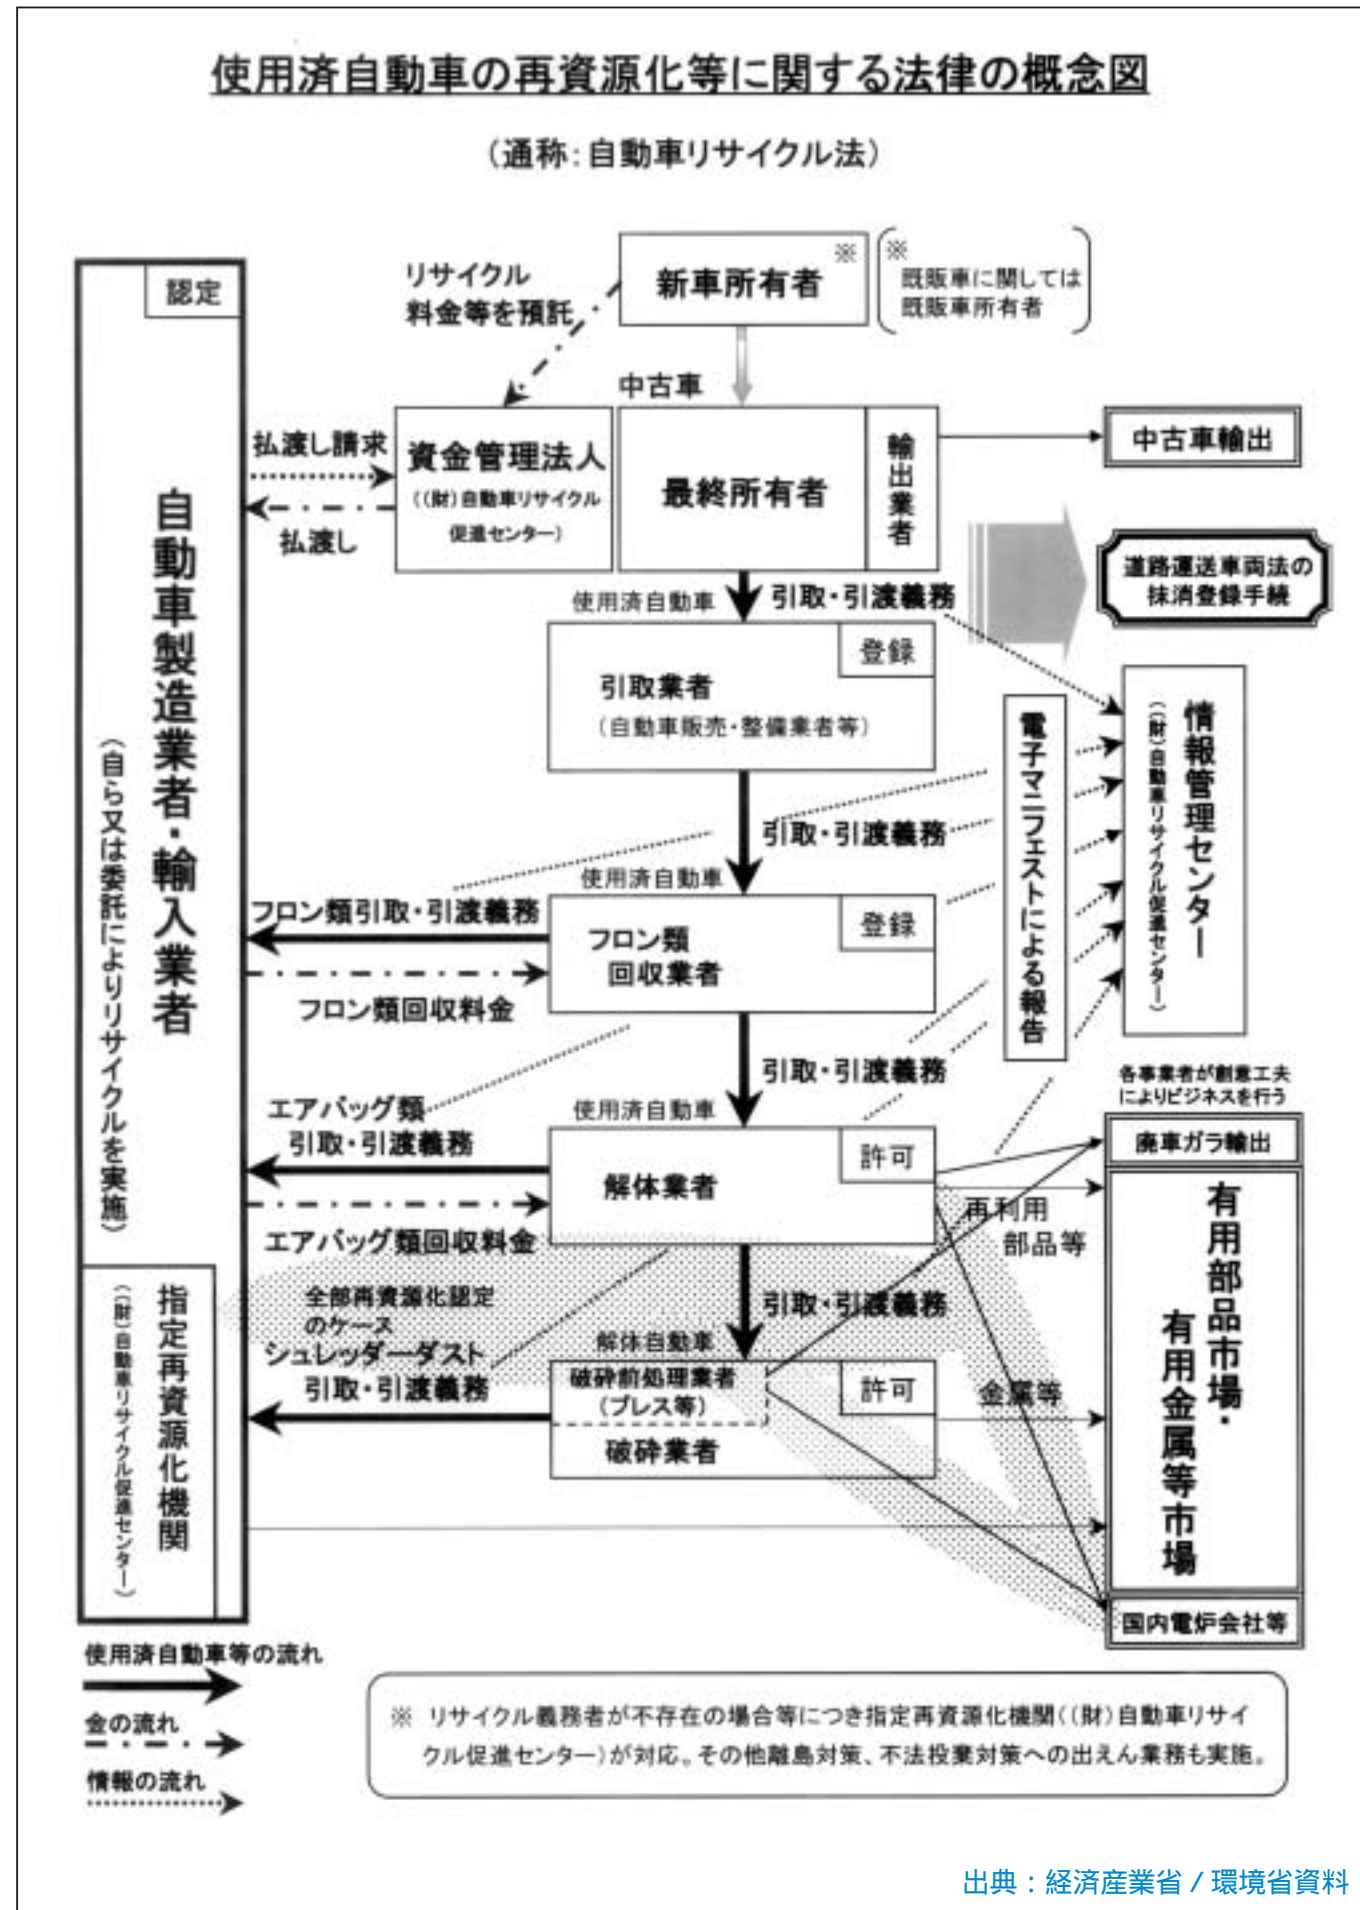 使用済自動車の再資源化等に関する法律の概念図
（通称：自動車リサイクル法）
認定
自動車製造業者・輸入業者
（自ら又は委託によりリサイクルを実施）
リサイクル
料金等を預託
新車所有者
※
※
既販車に関しては
既販車所有者
中古車
払渡し請求
払渡し
資金管理法人
（(財)自動車リサイクル
促進センター）
最終所有者
輸出業者
中古車輸出
道路運送車両法の
抹消登録手続
使用済自動車
引取・引渡義務
登録
引取業者
（自動車販売・整備業者等）
電子マニフェストによる報告
情報管理センター
（(財)自動車リサイクル促進センター）
引取・引渡義務
使用済自動車
フロン類引取・引渡義務
登録
フロン類
回収業者
フロン類回収料金
引取・引渡義務
使用済自動車
エアバッグ類
引取・引渡義務
許可
解体業者
エアバッグ類回収料金
各事業者が創意工夫
によりビジネスを行う
廃車ガラ輸出
再利用
部品等
有用部品市場・
有用金属等市場
指定再資源化機関
（(財)自動車リサイクル促進センター）
全部再資源化認定
のケース
引取・引渡義務
解体自動車
シュレッダーダスト
引取・引渡義務
破砕前処理業者
（プレス等）
許可
破砕業者
金属等
国内電炉会社等
使用済自動車等の流れ
金の流れ
情報の流れ
※ リサイクル義務者が不存在の場合等につき指定再資源化機関（(財)自動車リサイ
クル促進センター）が対応。その他離島対策、不法投棄対策への出えん業務も実施。
出典：経済産業省 / 環境省資料